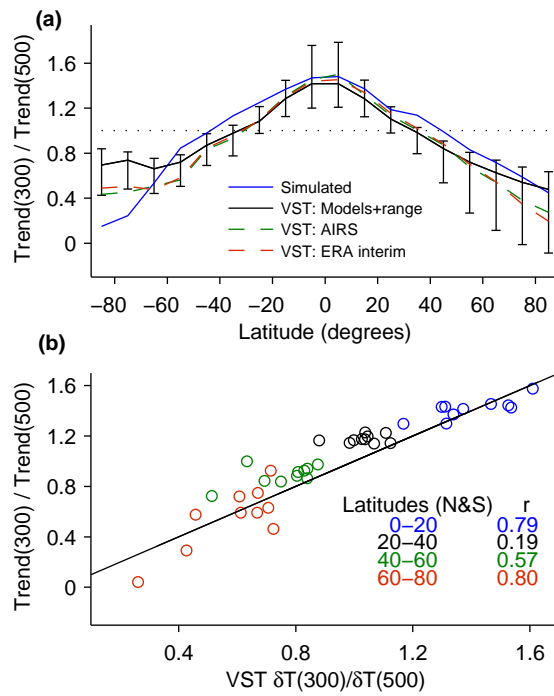 (a)
Trend(300) / Trend(500)
1.6
1.2
0.8
0.4
0
Simulated
VST: Models+range
VST: AIRS
VST: ERA interim
−80 −60 −40 −20 0 20 40 60 80
Latitude (degrees)
(b)
Trend(300) / Trend(500)
1.6
1.2
0.8
0.4
0
Latitudes (N&S) r
0−20 0.79
20−40 0.19
40−60 0.57
60−80 0.80
0.4 0.8 1.2 1.6
VST δT(300)/δT(500)